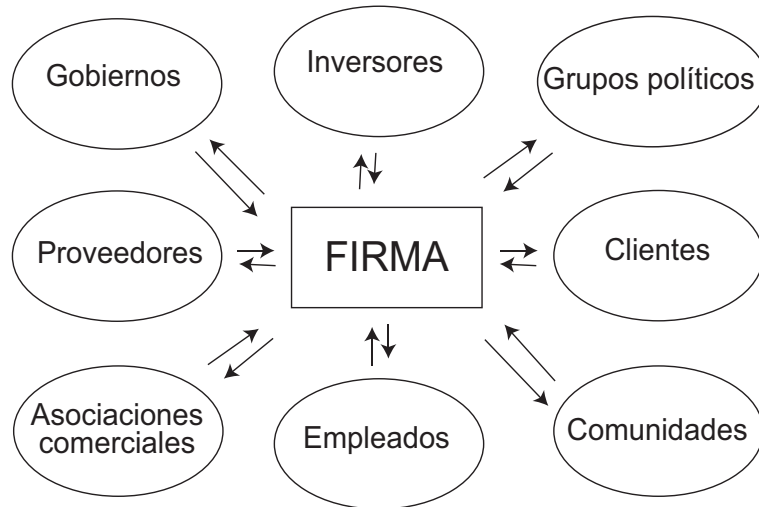 Gobiernos
Inversores
Grupos políticos
Proveedores
FIRMA
Clientes
Asociaciones
comerciales
Empleados
Comunidades